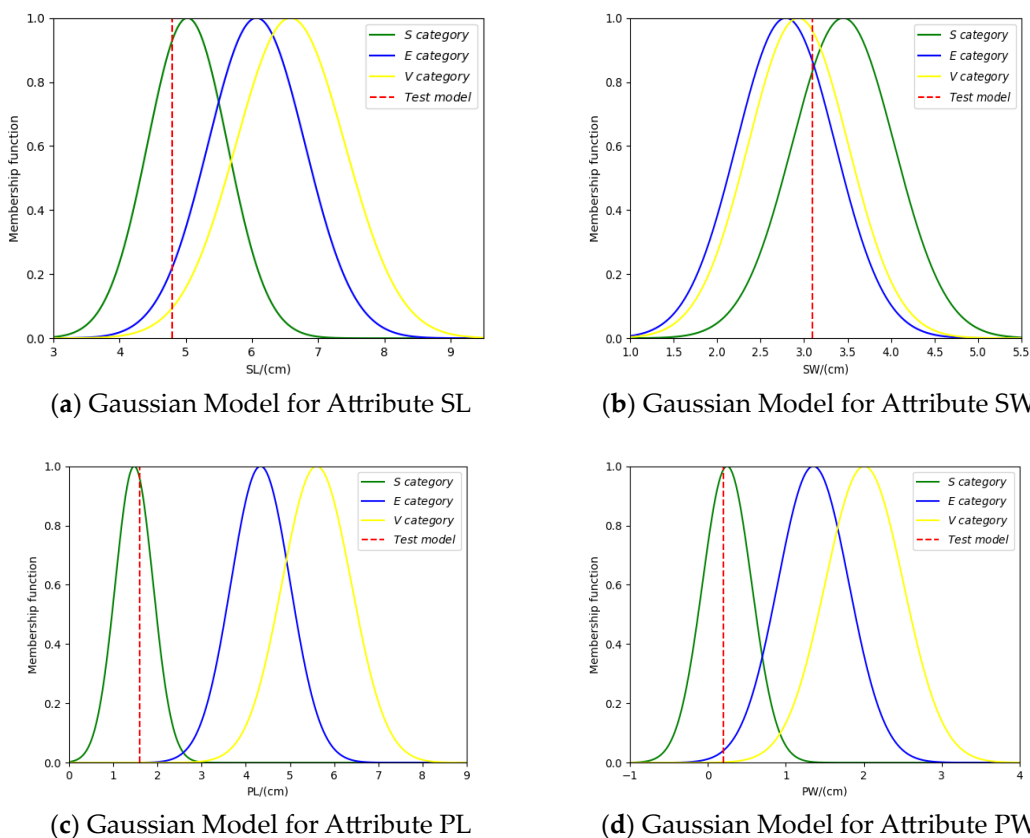 1.0
0.8
0.6
0.4
0.2
0.0
Membership function
S category
E category
V category
Test model
3 4 5 6 7 8 9
SL/(cm)
(a) Gaussian Model for Attribute SL
1.0
0.8
0.6
0.4
0.2
0.0
Membership function
S category
E category
V category
Test model
1.0 1.5 2.0 2.5 3.0 3.5 4.0 4.5 5.0 5.5
SW/(cm)
(b) Gaussian Model for Attribute SW
1.0
0.8
0.6
0.4
0.2
0.0
Membership function
S category
E category
V category
Test model
0 1 2 3 4 5 6 7 8 9
PL/(cm)
(c) Gaussian Model for Attribute PL
1.0
0.8
0.6
0.4
0.2
0.0
Membership function
S category
E category
V category
Test model
−1 0 1 2 3 4
PW/(cm)
(d) Gaussian Model for Attribute PW